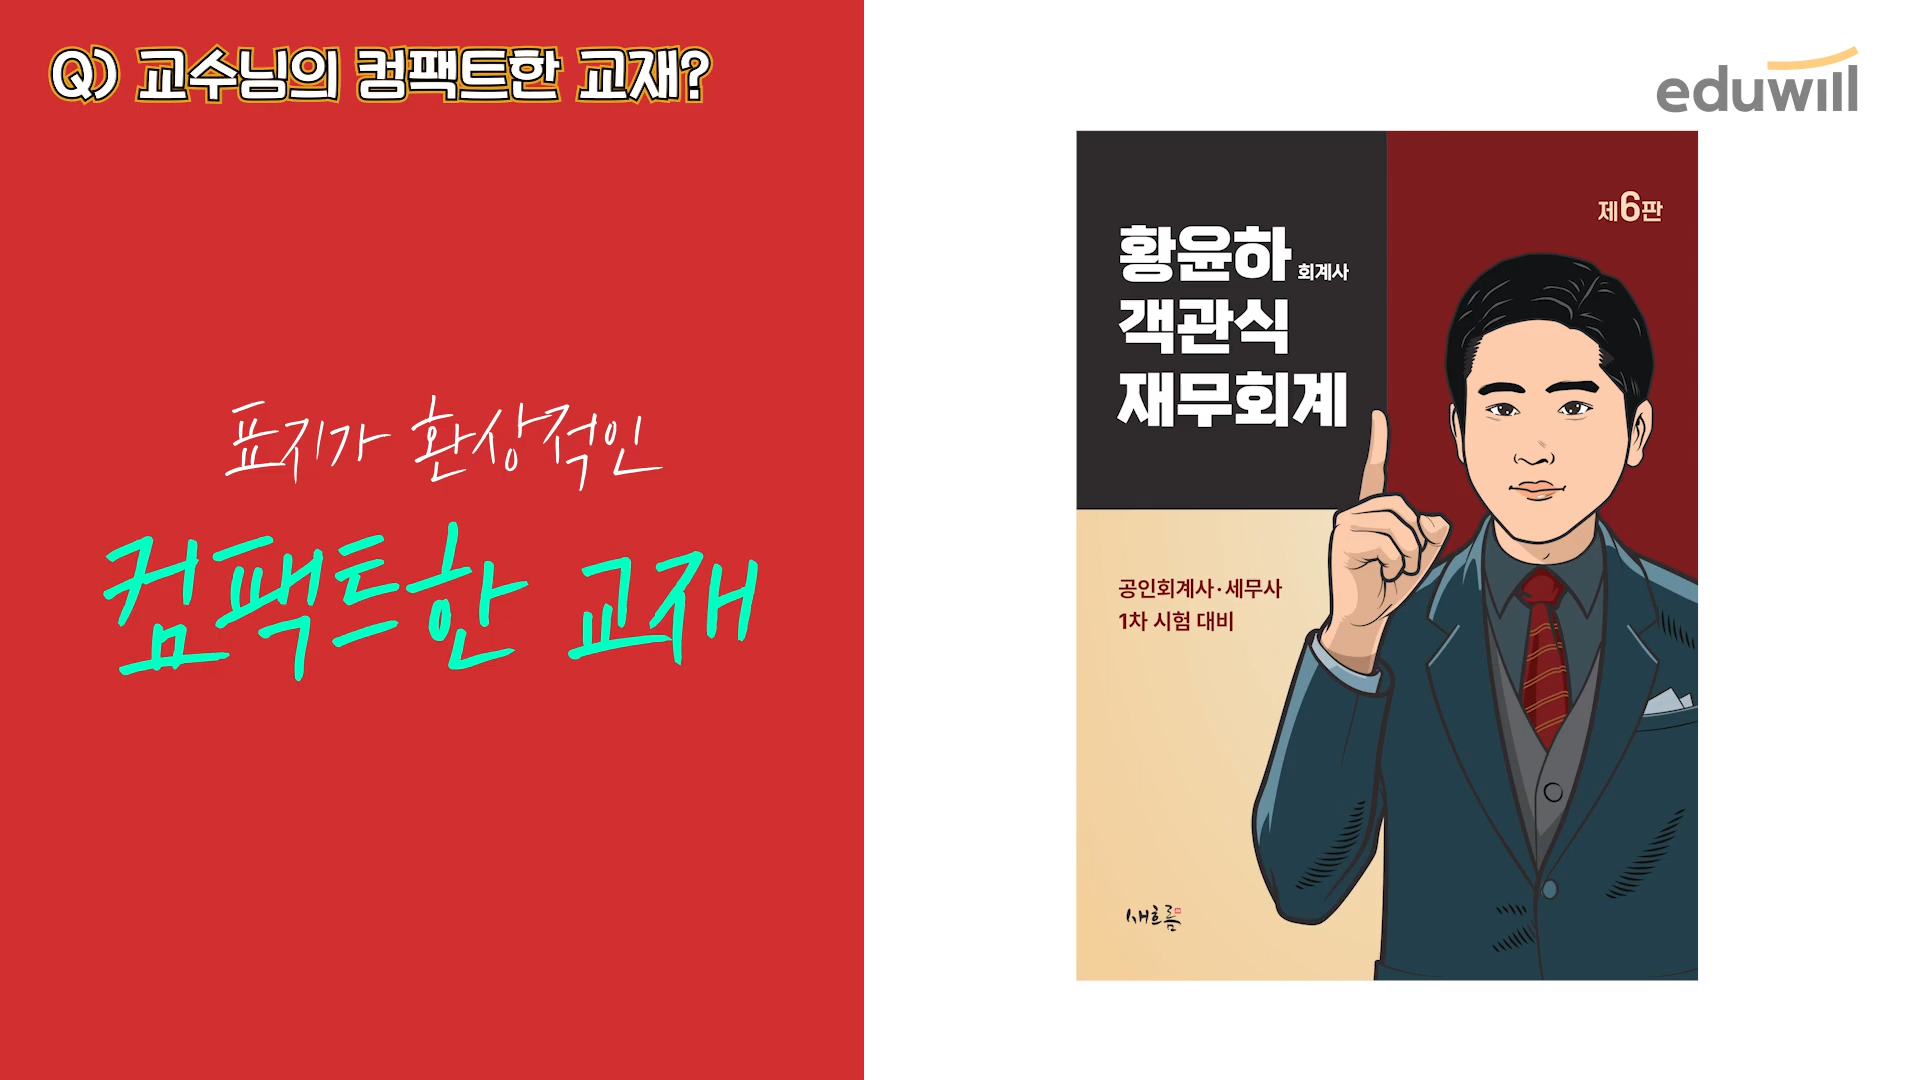 Q) 교수님의 컴팩트한 교재?
표지가 환상적인
컴팩트한 교재
eduwill
제6판
황윤하 회계사
객관식
재무회계
공인회계사·세무사
1차 시험 대비
새흐름